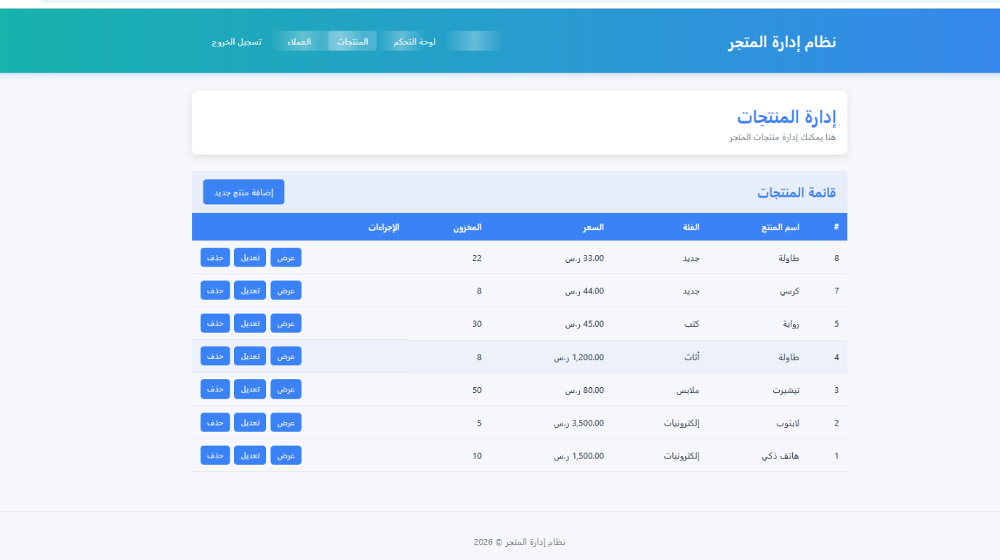 نظام إدارة المتجر
لوحة التحكم المنتجات العملاء تسجيل الخروج
إدارة المنتجات
هنا يمكنك إدارة منتجات المتجر
قائمة المنتجات
إضافة منتج جديد
# اسم المنتج الفئة السعر المخزون الإجراءات
8 طاولة جديد 33.00 ر.س 22 عرض تعديل حذف
7 كرسي جديد 44.00 ر.س 8 عرض تعديل حذف
5 رواية كتب 45.00 ر.س 30 عرض تعديل حذف
4 طاولة أثاث 1,200.00 ر.س 8 عرض تعديل حذف
3 تيشيرت ملابس 80.00 ر.س 50 عرض تعديل حذف
2 لابتوب إلكترونيات 3,500.00 ر.س 5 عرض تعديل حذف
1 هاتف ذكي إلكترونيات 1,500.00 ر.س 10 عرض تعديل حذف
نظام إدارة المتجر © 2026